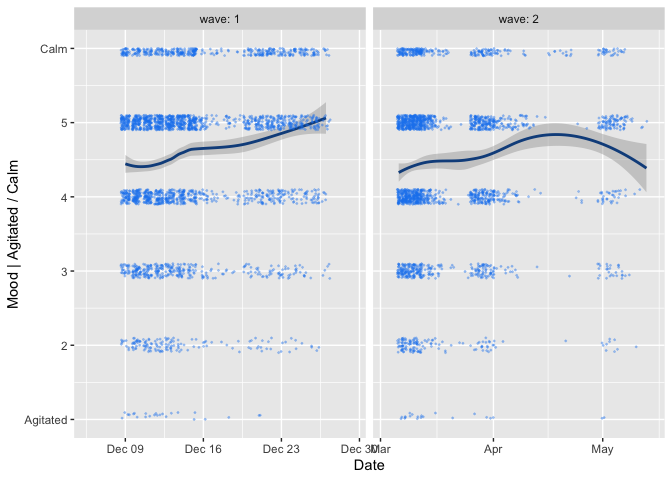 wave: 1
wave: 2
Mood | Agitated / Calm
Calm
5
4
3
2
Agitated
Dec 09
Dec 16
Dec 23
Dec 30
Mar
Apr
May
Date